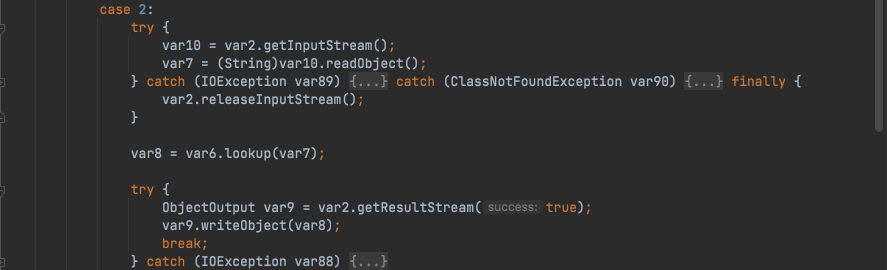 case 2:
try {
var10 = var2.getInputStream();
var7 = (String)var10.readObject();
} catch (IOException var89) {...} catch (ClassNotFoundException var90) {...} finally {
var2.releaseInputStream();
}
var8 = var6.lookup(var7);
try {
ObjectOutput var9 = var2.getResultStream( success: true);
var9.writeObject(var8);
break;
} catch (IOException var88) {...}